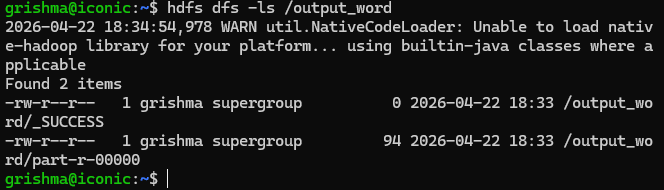 grishma@iconic:~$ hdfs dfs -ls /output_word
2026-04-22 18:34:54,978 WARN util.NativeCodeLoader: Unable to load nativ
e-hadoop library for your platform... using builtin-java classes where a
pplicable
Found 2 items
-rw-r--r--   1 grishma supergroup          0 2026-04-22 18:33 /output_wo
rd/_SUCCESS
-rw-r--r--   1 grishma supergroup         94 2026-04-22 18:33 /output_wo
rd/part-r-00000
grishma@iconic:~$